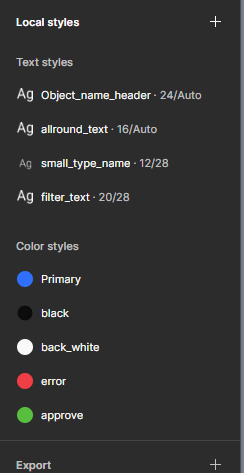 Local styles
Text styles
Ag Object_name_header · 24/Auto
Ag allround_text · 16/Auto
Ag small_type_name · 12/28
Ag filter_text · 20/28
Color styles
Primary
black
back_white
error
approve
Export